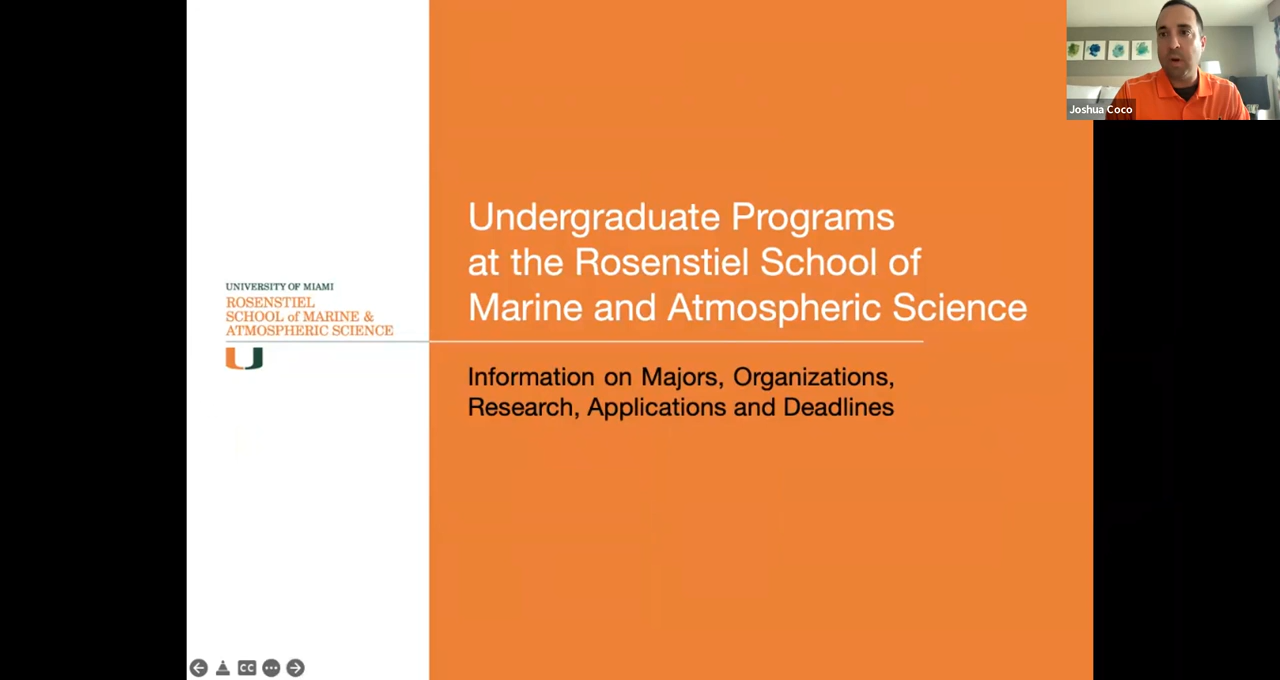 Joshua Coco
Undergraduate Programs
at the Rosenstiel School of
Marine and Atmospheric Science
UNIVERSITY OF MIAMI
ROSENSTIEL
SCHOOL of MARINE &
ATMOSPHERIC SCIENCE
Information on Majors, Organizations,
Research, Applications and Deadlines
CC